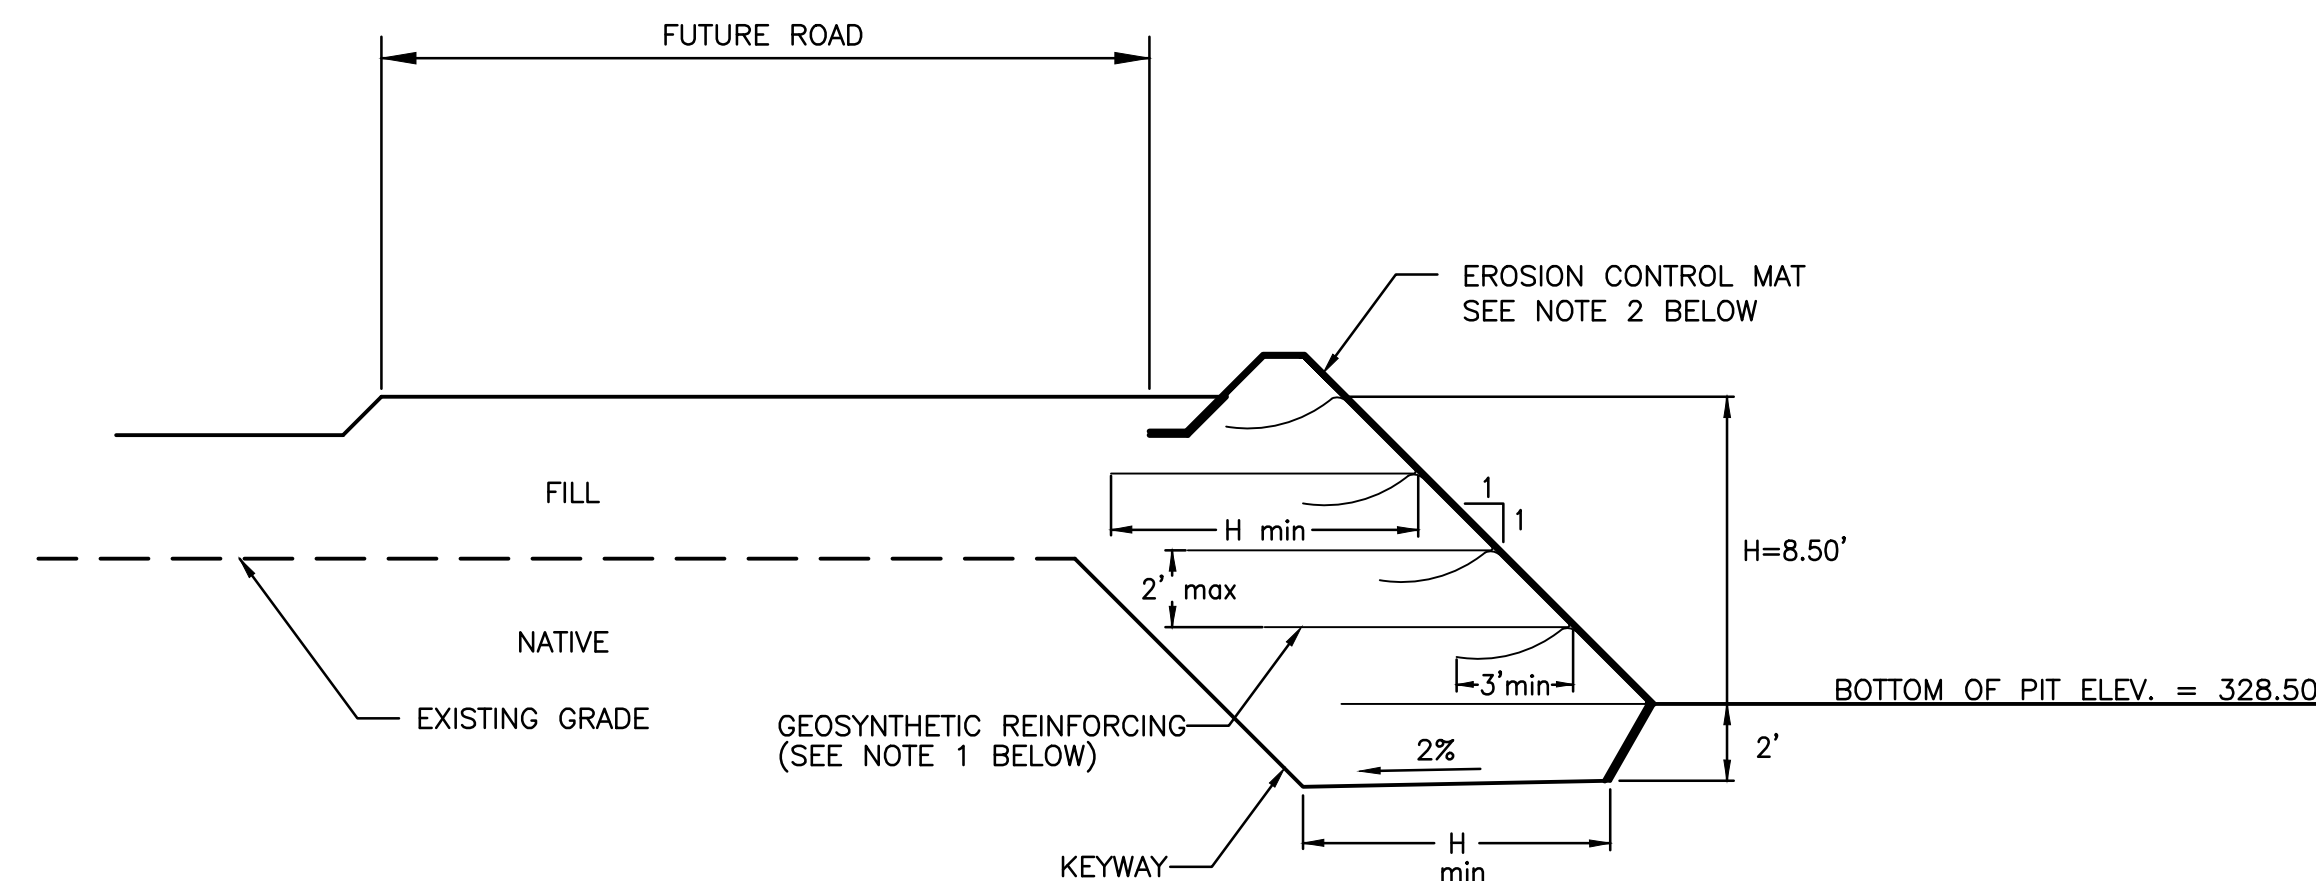 FUTURE ROAD
EROSION CONTROL MAT
SEE NOTE 2 BELOW
FILL
1
1
H min
H=8.50'
2' max
NATIVE
3'min
BOTTOM OF PIT ELEV. = 328.50
EXISTING GRADE
GEOSYNTHETIC REINFORCING
(SEE NOTE 1 BELOW)
2%
2'
H
min
KEYWAY